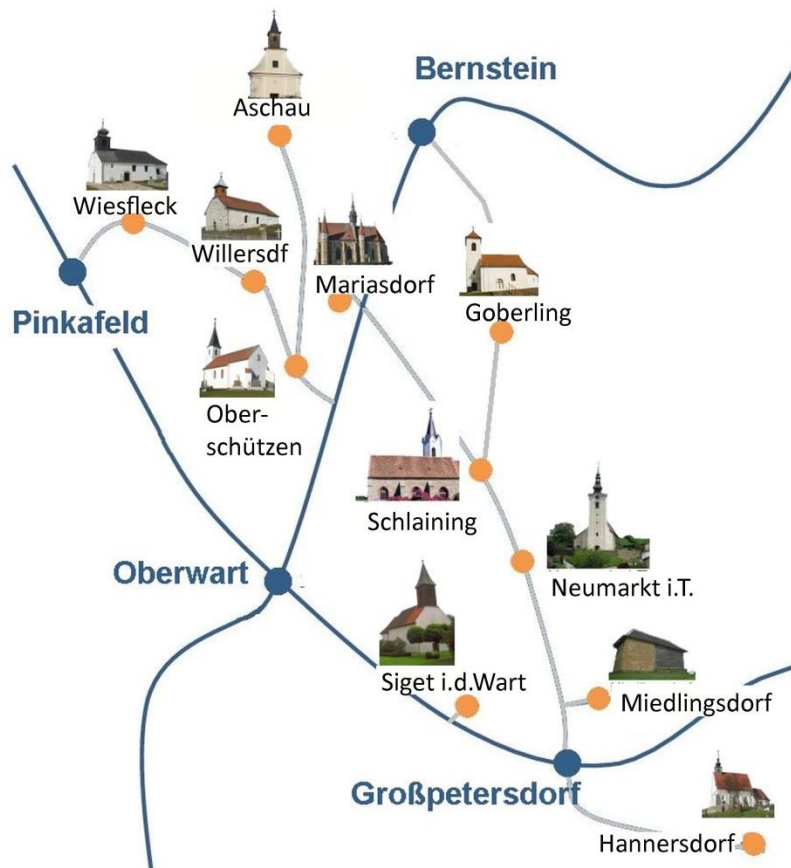 Bernstein
Aschau
Wiesfleck
Willersdf
Mariasdorf
Goberling
Pinkafeld
Ober-
schützen
Schlaining
Oberwart
Neumarkt i.T.
Siget i.d.Wart
Miedlingsdorf
Großpetersdorf
Hannersdorf